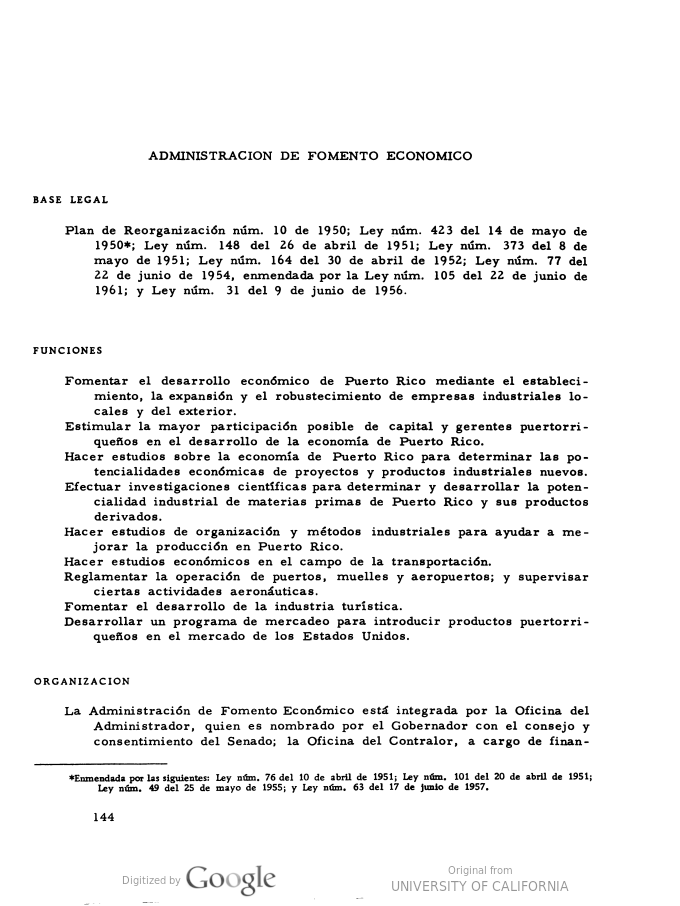 ADMINISTRACION DE FOMENTO ECONOMICO
BASE LEGAL
Plan de Reorganización núm. 10 de 1950; Ley núm. 423 del 14 de mayo de
1950*; Ley núm. 148 del 26 de abril de 1951; Ley núm. 373 del 8 de
mayo de 1951; Ley núm. 164 del 30 de abril de 1952; Ley núm. 77 del
22 de junio de 1954, enmendada por la Ley núm. 105 del 22 de junio de
1961; y Ley núm. 31 del 9 de junio de 1956.
FUNCIONES
Fomentar el desarrollo económico de Puerto Rico mediante el estableci-
miento, la expansión y el robustecimiento de empresas industriales lo-
cales y del exterior.
Estimular la mayor participación posible de capital y gerentes puertorri-
queños en el desarrollo de la economía de Puerto Rico.
Hacer estudios sobre la economía de Puerto Rico para determinar las po-
tencialidades económicas de proyectos y productos industriales nuevos.
Efectuar investigaciones científicas para determinar y desarrollar la poten-
cialidad industrial de materias primas de Puerto Rico y sus productos
derivados.
Hacer estudios de organización y métodos industriales para ayudar a me-
jorar la producción en Puerto Rico.
Hacer estudios económicos en el campo de la transportación.
Reglamentar la operación de puertos, muelles y aeropuertos; y supervisar
ciertas actividades aeronáuticas.
Fomentar el desarrollo de la industria turística.
Desarrollar un programa de mercadeo para introducir productos puertorri-
queños en el mercado de los Estados Unidos.
ORGANIZACION
La Administración de Fomento Económico está integrada por la Oficina del
Administrador, quien es nombrado por el Gobernador con el consejo y
consentimiento del Senado; la Oficina del Contralor, a cargo de finan-
*Enmendada por las siguientes: Ley núm. 76 del 10 de abril de 1951; Ley núm. 101 del 20 de abril de 1951;
Ley núm. 49 del 25 de mayo de 1955; y Ley núm. 63 del 17 de junio de 1957.
144
Digitized by Google
Original from
UNIVERSITY OF CALIFORNIA